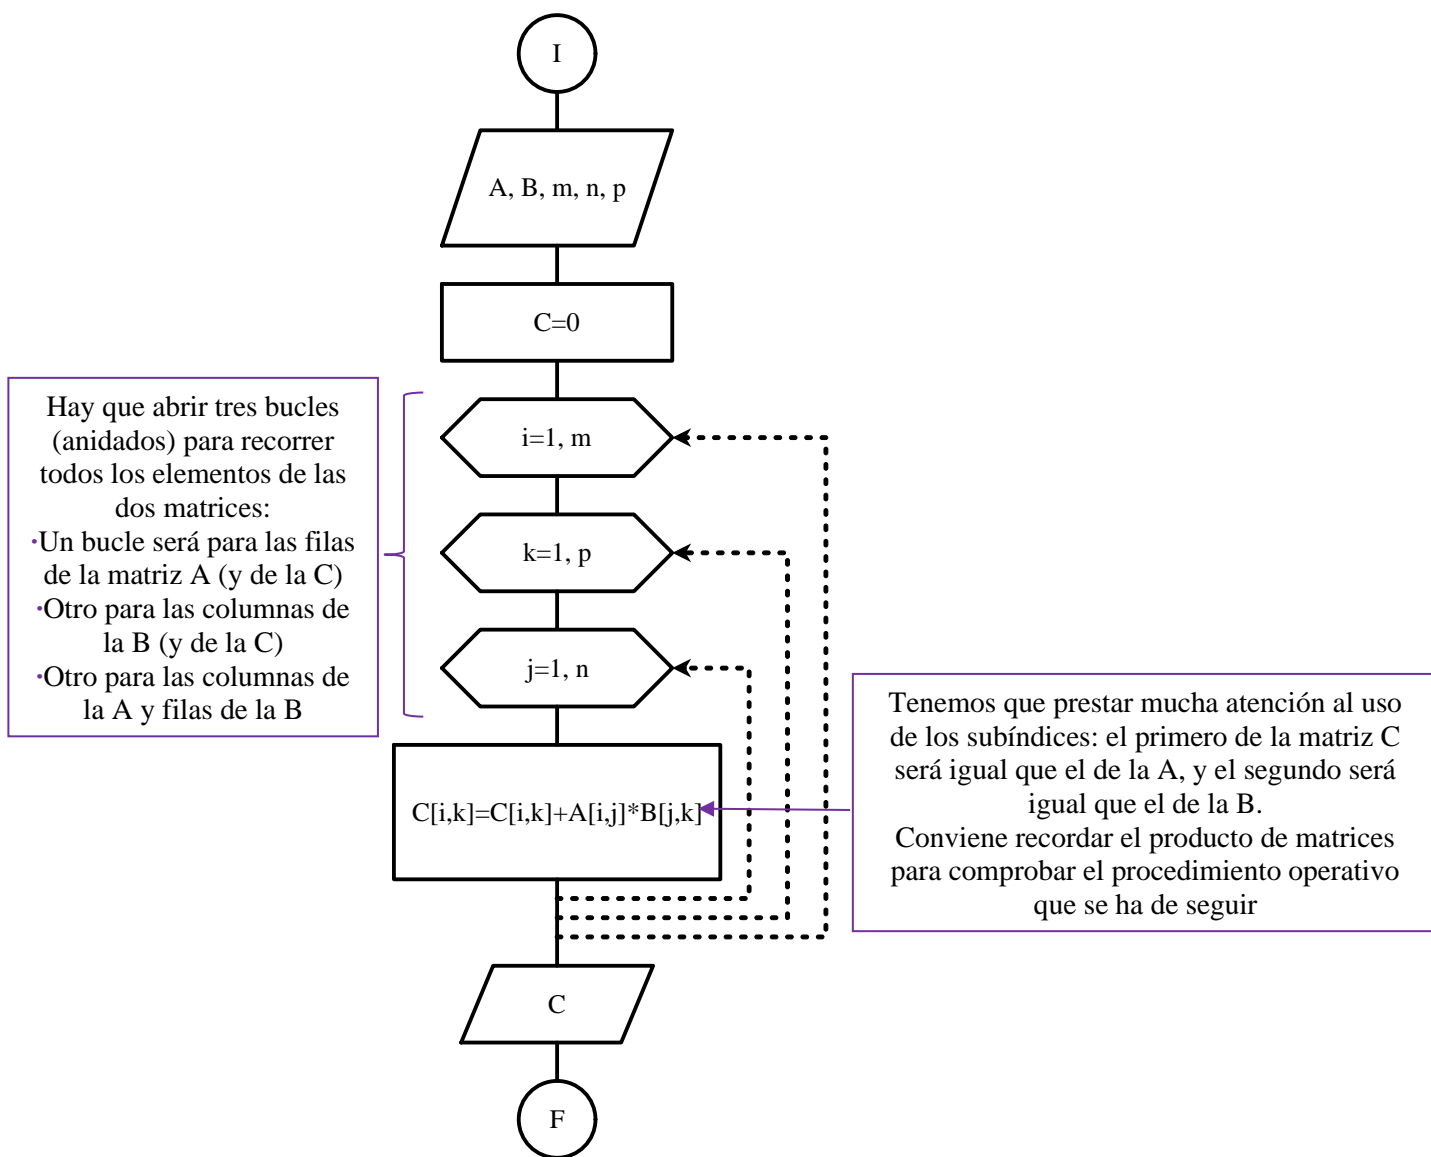 I
A, B, m, n, p
C=0
Hay que abrir tres bucles
(anidados) para recorrer
todos los elementos de las
dos matrices:
·Un bucle será para las filas
de la matriz A (y de la C)
·Otro para las columnas de
la B (y de la C)
·Otro para las columnas de
la A y filas de la B
i=1, m
k=1, p
j=1, n
C[i,k]=C[i,k]+A[i,j]*B[j,k]
Tenemos que prestar mucha atención al uso
de los subíndices: el primero de la matriz C
será igual que el de la A, y el segundo será
igual que el de la B.
Conviene recordar el producto de matrices
para comprobar el procedimiento operativo
que se ha de seguir
C
F